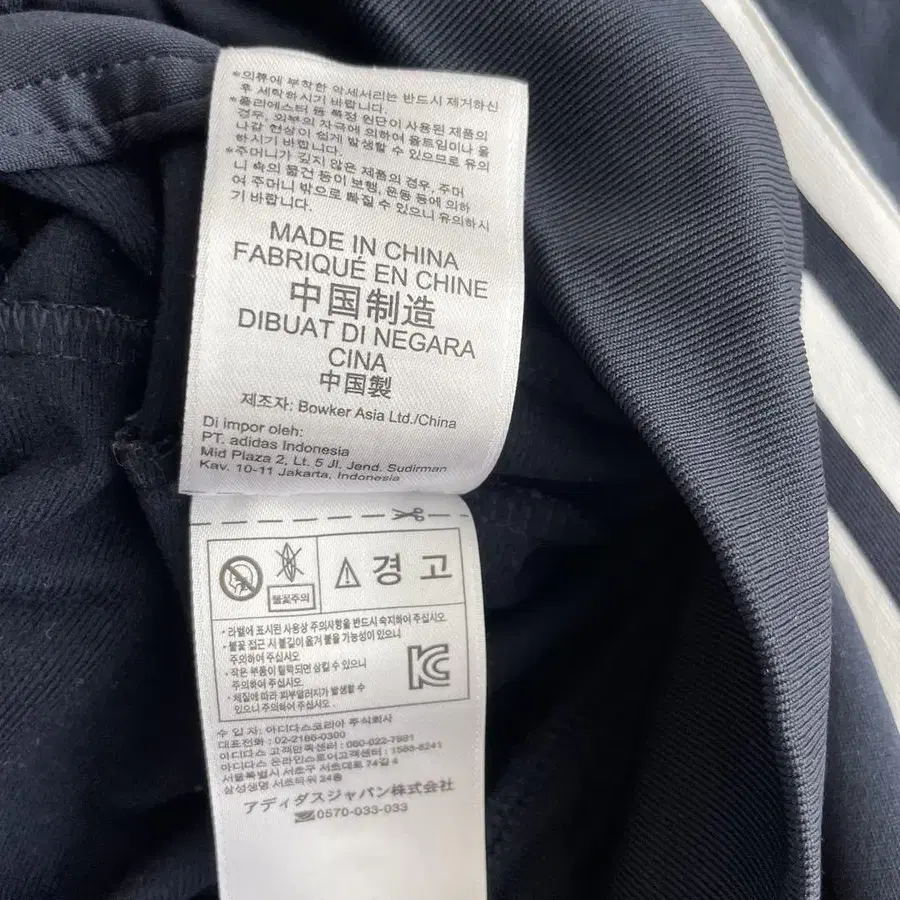 *의류에 부착한 악세서리는 반드시 제거하신
후 세탁하시기 바랍니다.
*폴리에스터 등 특정 원단이 사용된 제품의
경우, 외부의 자극에 의하여 올트임이나 올
나감 현상이 쉽게 발생할 수 있으므로 유의
하시기 바랍니다.
*주머니가 깊지 않은 제품의 경우, 주머
니 속의 물건 등이 보행, 운동 등에 의하
여 주머니 밖으로 빠질 수 있으니 유의하시
기 바랍니다.
MADE IN CHINA
FABRIQUÉ EN CHINE
中国制造
DIBUAT DI NEGARA
CINA
中国製
제조자: Bowker Asia Ltd./China
Di impor oleh:
PT. adidas Indonesia
Mid Plaza 2, Lt. 5 Jl. Jend. Sudirman
Kav. 10-11 Jakarta, Indonesia
불꽃주의
경고
· 라벨에 표시된 사용상 주의사항을 반드시 숙지하여 주십시오.
· 불꽃 접근 시 불길이 옮겨 붙을 가능성이 있으니
주의하여 주십시오
· 작은 부품이 탈락되면 삼킬 수 있으니
주의하여 주십시오.
· 체질에 따라 피부알러지가 발생할 수
있으니 주의하여 주십시오.
KC
수 입 자: 아디다스코리아 주식회사
대표전화 : 02-2186-0300
아디다스 고객만족센터 : 080-022-7981
아디다스 온라인스토어고객센터 : 1588-8241
서울특별시 서초구 서초대로 74길 4
삼성생명 서초타워 24층
アディダスジャパン株式会社
0570-033-033